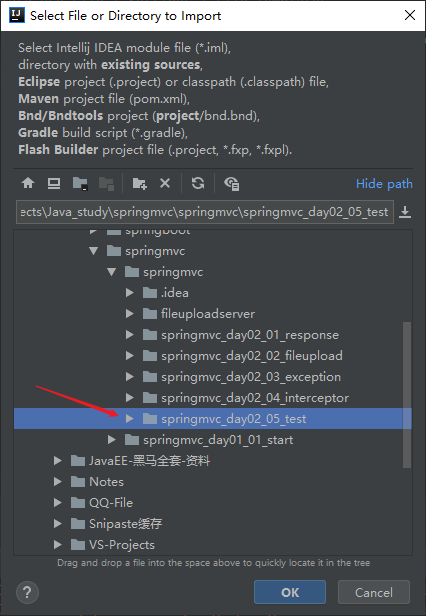 Select File or Directory to Import
Select Intellij IDEA module file (*.iml),
directory with existing sources,
Eclipse project (.project) or classpath (.classpath) file,
Maven project file (pom.xml),
Bnd/Bndtools project (project/bnd.bnd),
Gradle build script (*.gradle),
Flash Builder project file (.project, *.fxp, *.fxpl).
Hide path
:ects\Java_study\springmvc\springmvc\springmvc_day02_05_test
springboot
springmvc
springmvc
.idea
fileuploadserver
springmvc_day02_01_response
springmvc_day02_02_fileupload
springmvc_day02_03_exception
springmvc_day02_04_interceptor
springmvc_day02_05_test
springmvc_day01_01_start
JavaEE-黑马全套-资料
Notes
QQ-File
Snipaste缓存
VS-Projects
Drag and drop a file into the space above to quickly locate it in the tree
?
OK
Cancel